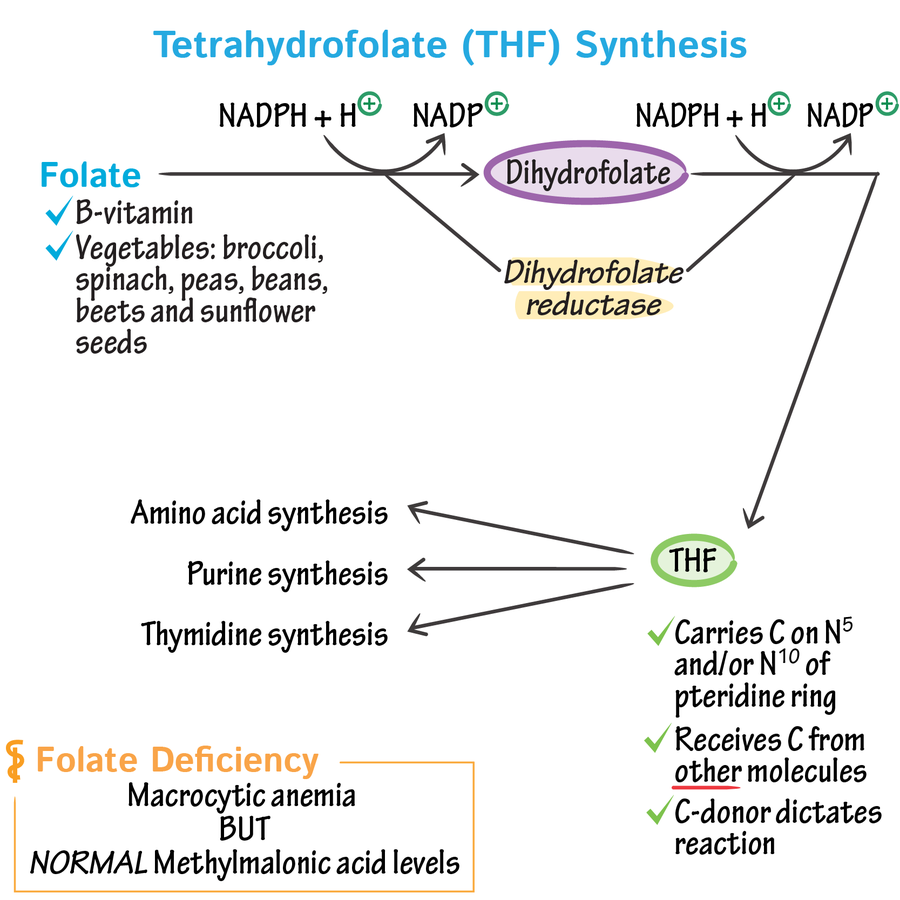 Tetrahydrofolate (THF) Synthesis
NADPH + H⊕ NADP⊕ NADPH + H⊕ NADP⊕
Folate
Dihydrofolate
✓ B-vitamin
✓ Vegetables: broccoli,
spinach, peas, beans,
beets and sunflower
seeds
Dihydrofolate
reductase
Amino acid synthesis
Purine synthesis
Thymidine synthesis
THF
✓ Carries C on N⁵
and/or N¹⁰ of
pteridine ring
✓ Receives C from
other molecules
✓ C-donor dictates
reaction
Folate Deficiency
Macrocytic anemia
BUT
NORMAL Methylmalonic acid levels